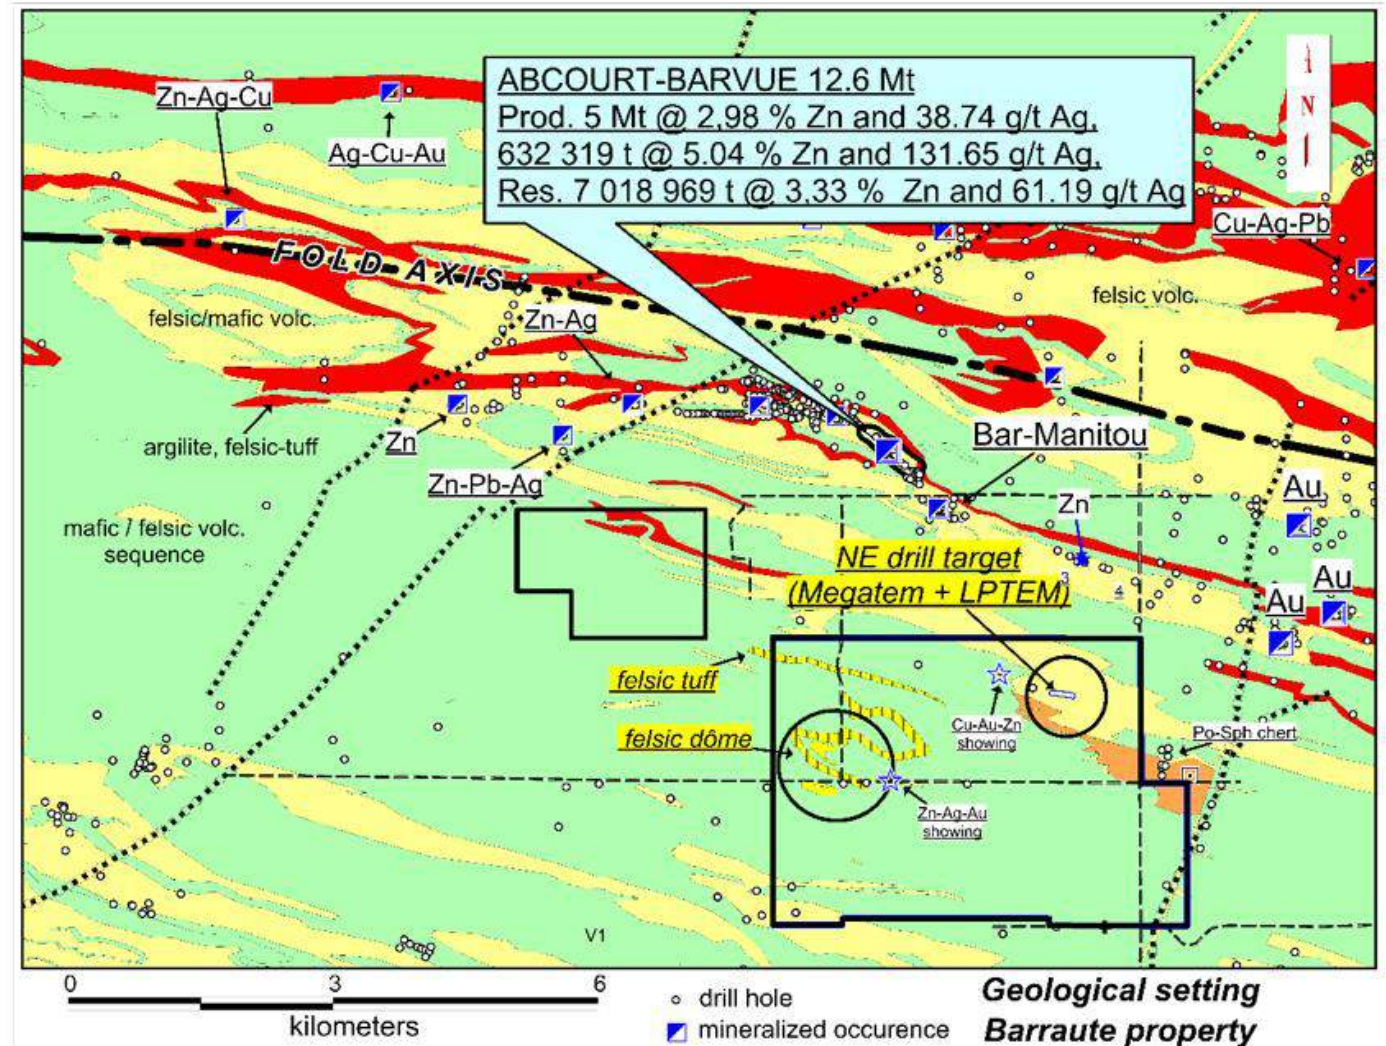 ABCOURT-BARVUE 12.6 Mt
Prod. 5 Mt @ 2,98 % Zn and 38.74 g/t Ag,
632 319 t @ 5.04 % Zn and 131.65 g/t Ag,
Res. 7 018 969 t @ 3,33 % Zn and 61.19 g/t Ag
N
Zn-Ag-Cu
Ag-Cu-Au
Cu-Ag-Pb
FOLD AXIS
felsic volc.
felsic/mafic volc.
Zn-Ag
argilite, felsic-tuff
Zn
Bar-Manitou
Zn-Pb-Ag
Au
Zn
mafic / felsic volc.
sequence
NE drill target
(Megatem + LPTEM)
3
4
Au
Au
felsic tuff
Cu-Au-Zn
showing
felsic dôme
Po-Sph chert
Zn-Ag-Au
showing
V1
0 3 6
kilometers
drill hole
mineralized occurence
Geological setting
Barraute property